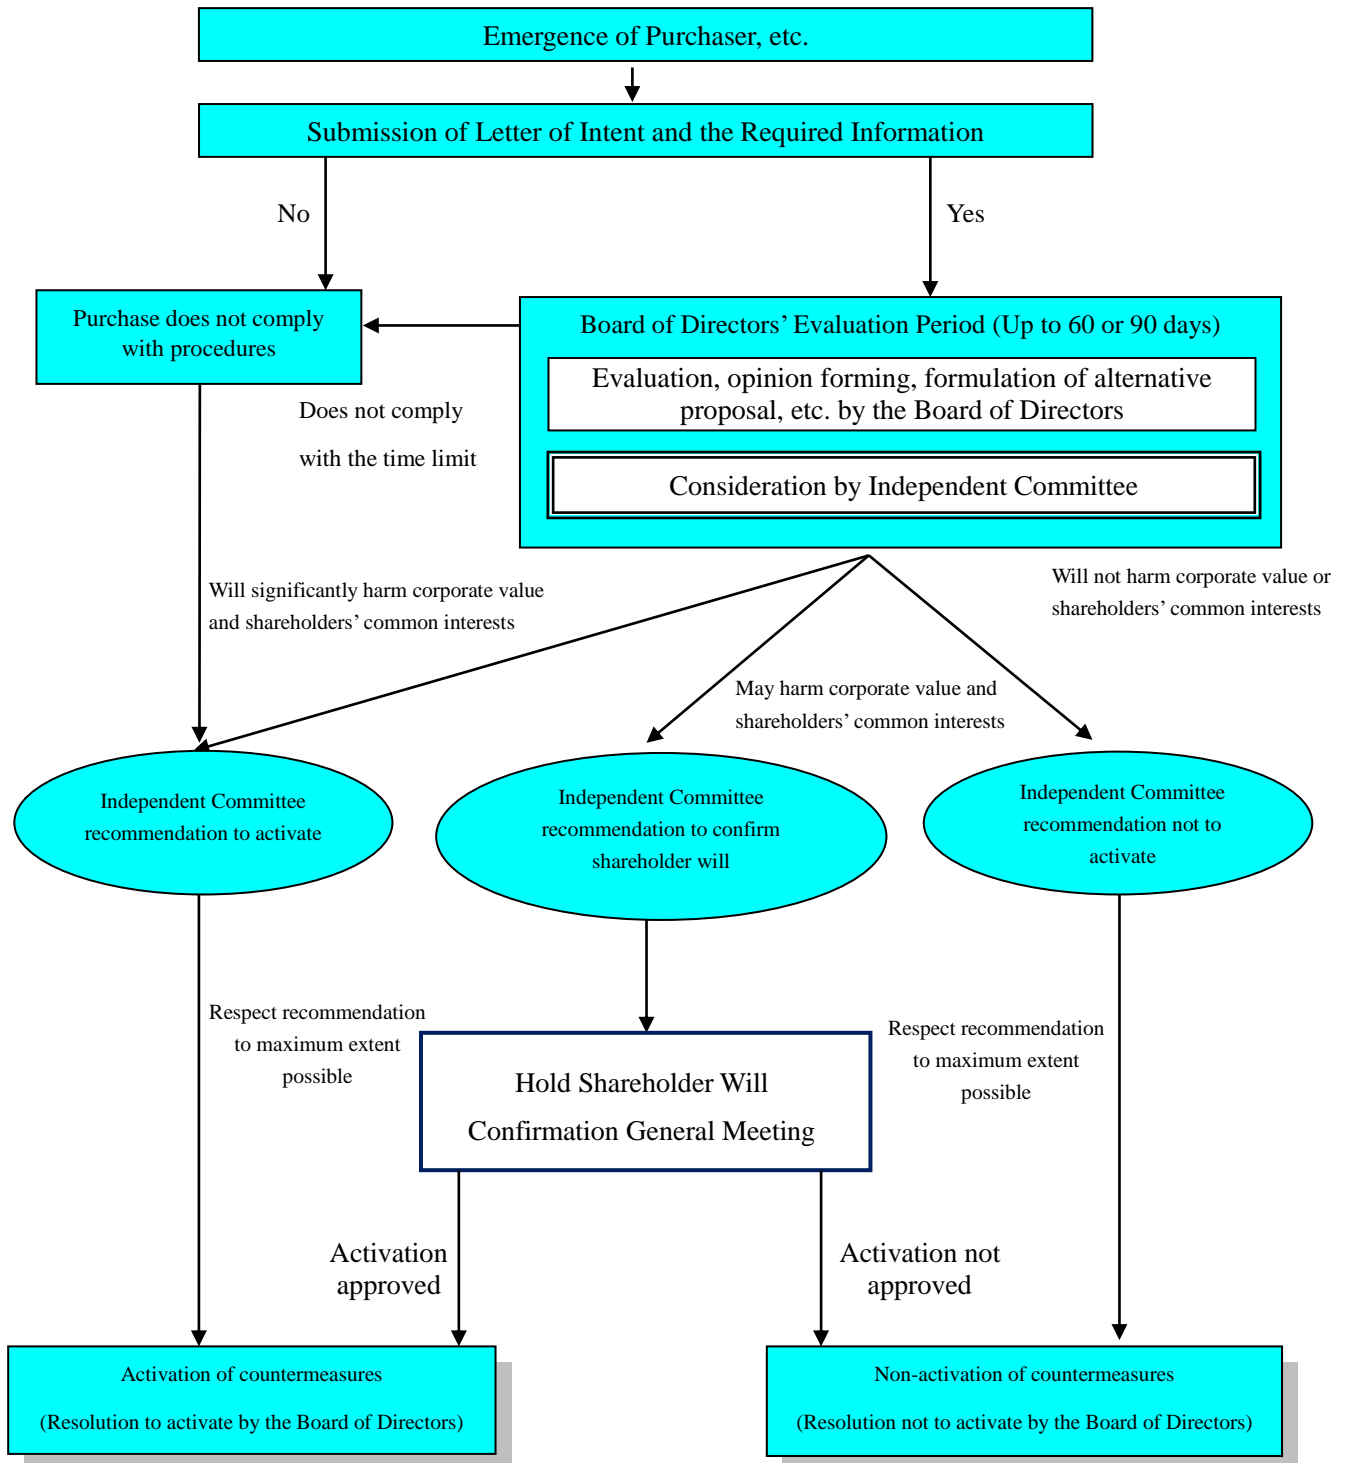 Emergence of Purchaser, etc.
Submission of Letter of Intent and the Required Information
No
Yes
Purchase does not comply
with procedures
Board of Directors’ Evaluation Period (Up to 60 or 90 days)
Evaluation, opinion forming, formulation of alternative
proposal, etc. by the Board of Directors
Does not comply
with the time limit
Consideration by Independent Committee
Will significantly harm corporate value
and shareholders’ common interests
Will not harm corporate value or
shareholders’ common interests
May harm corporate value and
shareholders’ common interests
Independent Committee
recommendation to activate
Independent Committee
recommendation to confirm
shareholder will
Independent Committee
recommendation not to
activate
Respect recommendation
to maximum extent
possible
Hold Shareholder Will
Confirmation General Meeting
Respect recommendation
to maximum extent
possible
Activation
approved
Activation not
approved
Activation of countermeasures
(Resolution to activate by the Board of Directors)
Non-activation of countermeasures
(Resolution not to activate by the Board of Directors)